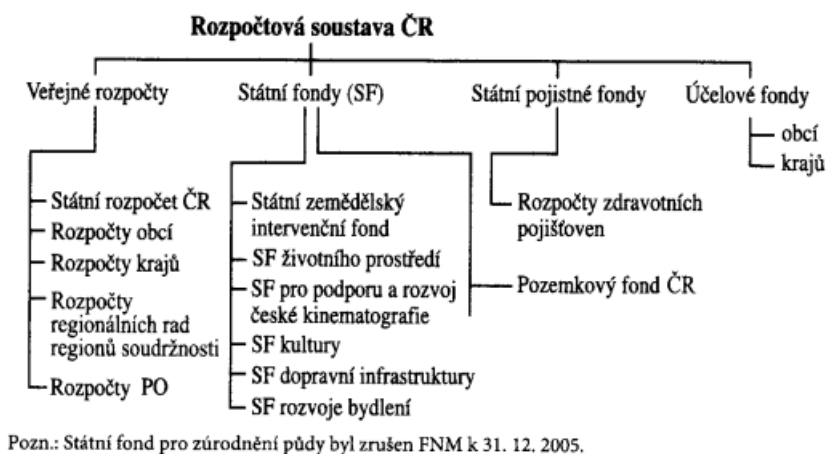 Rozpočtová soustava ČR
Veřejné rozpočty
Státní rozpočet ČR
Rozpočty obcí
Rozpočty krajů
Rozpočty
regionálních rad
regionů soudržnosti
Rozpočty PO
Státní fondy (SF)
Státní zemědělský
intervenční fond
SF životního prostředí
SF pro podporu a rozvoj
české kinematografie
SF kultury
SF dopravní infrastruktury
SF rozvoje bydlení
Pozemkový fond ČR
Státní pojistné fondy
Rozpočty zdravotních
pojišťoven
Účelové fondy
obcí
krajů
Pozn.: Státní fond pro zúrodnění půdy byl zrušen FNM k 31. 12. 2005.